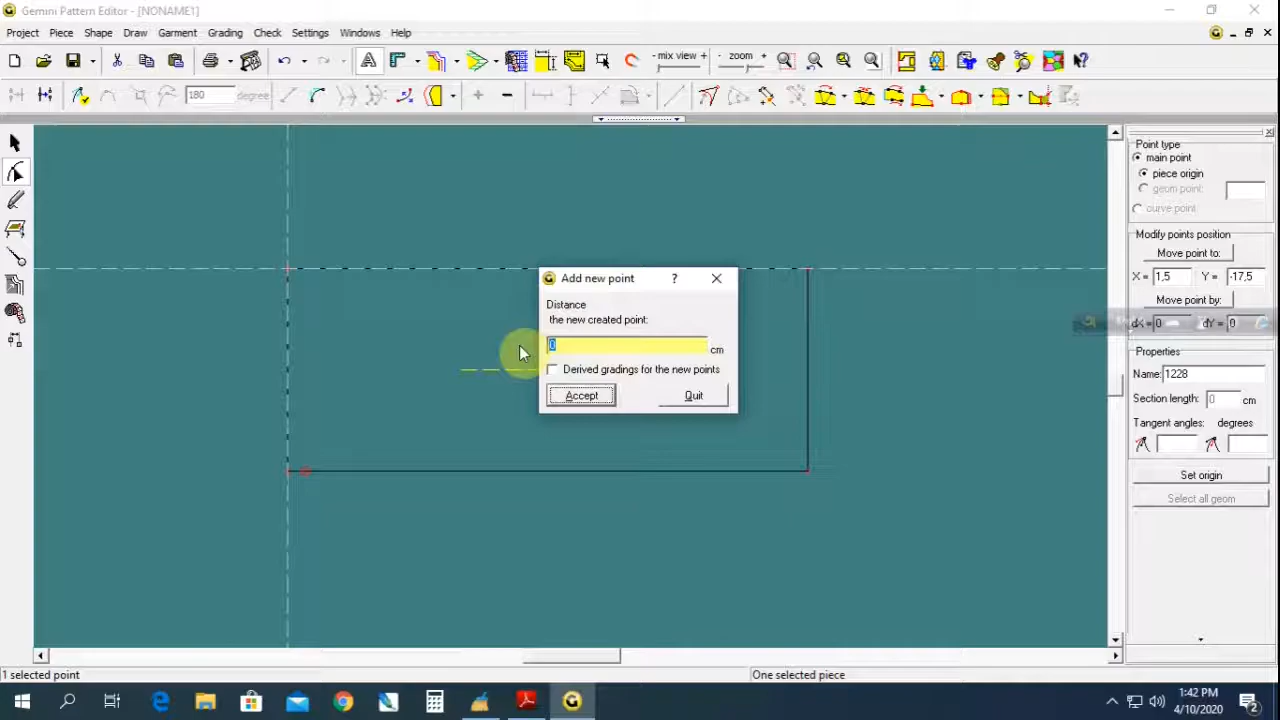 Gemini Pattern Editor - [NONAME1]
Project Piece Shape Draw Garment Grading Check Settings Windows Help
mix view +
zoom
180 degree
Point type
main point
piece origin
geom point:
curve point
Modify points position
Move point to:
X = 1,5 Y = -17,5
Move point by:
dX = 0 dY = 0
Properties
Name: 1228
Section length: 0 cm
Tangent angles: degrees
Set origin
Select all geom
Add new point
Distance
the new created point:
0 cm
Derived gradings for the new points
Accept Quit
1 selected point One selected piece
1:42 PM
4/10/2020
2